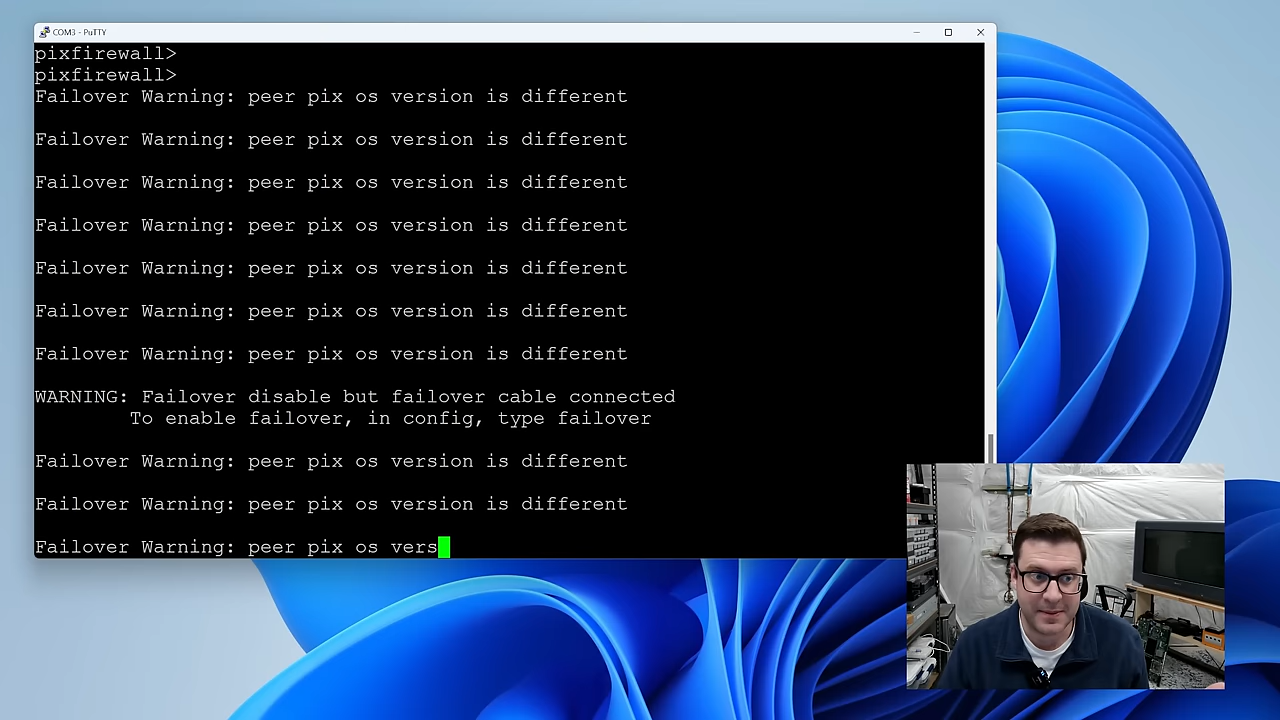 COM3 - PuTTY
pixfirewall>
pixfirewall>
Failover Warning: peer pix os version is different
Failover Warning: peer pix os version is different
Failover Warning: peer pix os version is different
Failover Warning: peer pix os version is different
Failover Warning: peer pix os version is different
Failover Warning: peer pix os version is different
Failover Warning: peer pix os version is different
WARNING: Failover disable but failover cable connected
To enable failover, in config, type failover
Failover Warning: peer pix os version is different
Failover Warning: peer pix os version is different
Failover Warning: peer pix os vers